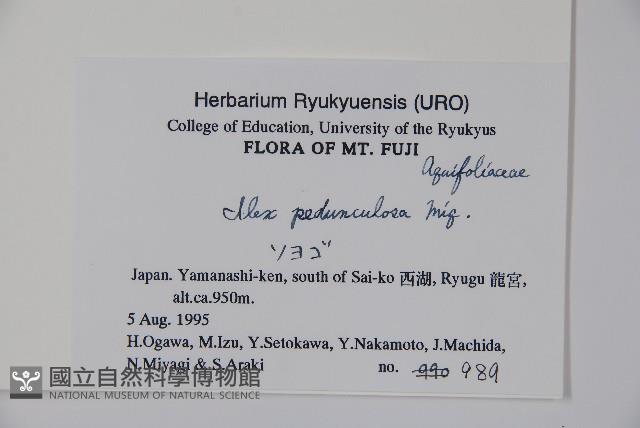 Herbarium Ryukyuensis (URO)
College of Education, University of the Ryukyus
FLORA OF MT. FUJI
Aquifoliaceae
Ilex pedunculosa Miq.
ソヨゴ
Japan. Yamanashi-ken, south of Sai-ko 西湖, Ryugu 龍宮,
alt.ca.950m.
5 Aug. 1995
H.Ogawa, M.Izu, Y.Setokawa, Y.Nakamoto, J.Machida,
N.Miyagi & S.Araki no. 990 989
國立自然科學博物館
NATIONAL MUSEUM OF NATURAL SCIENCE